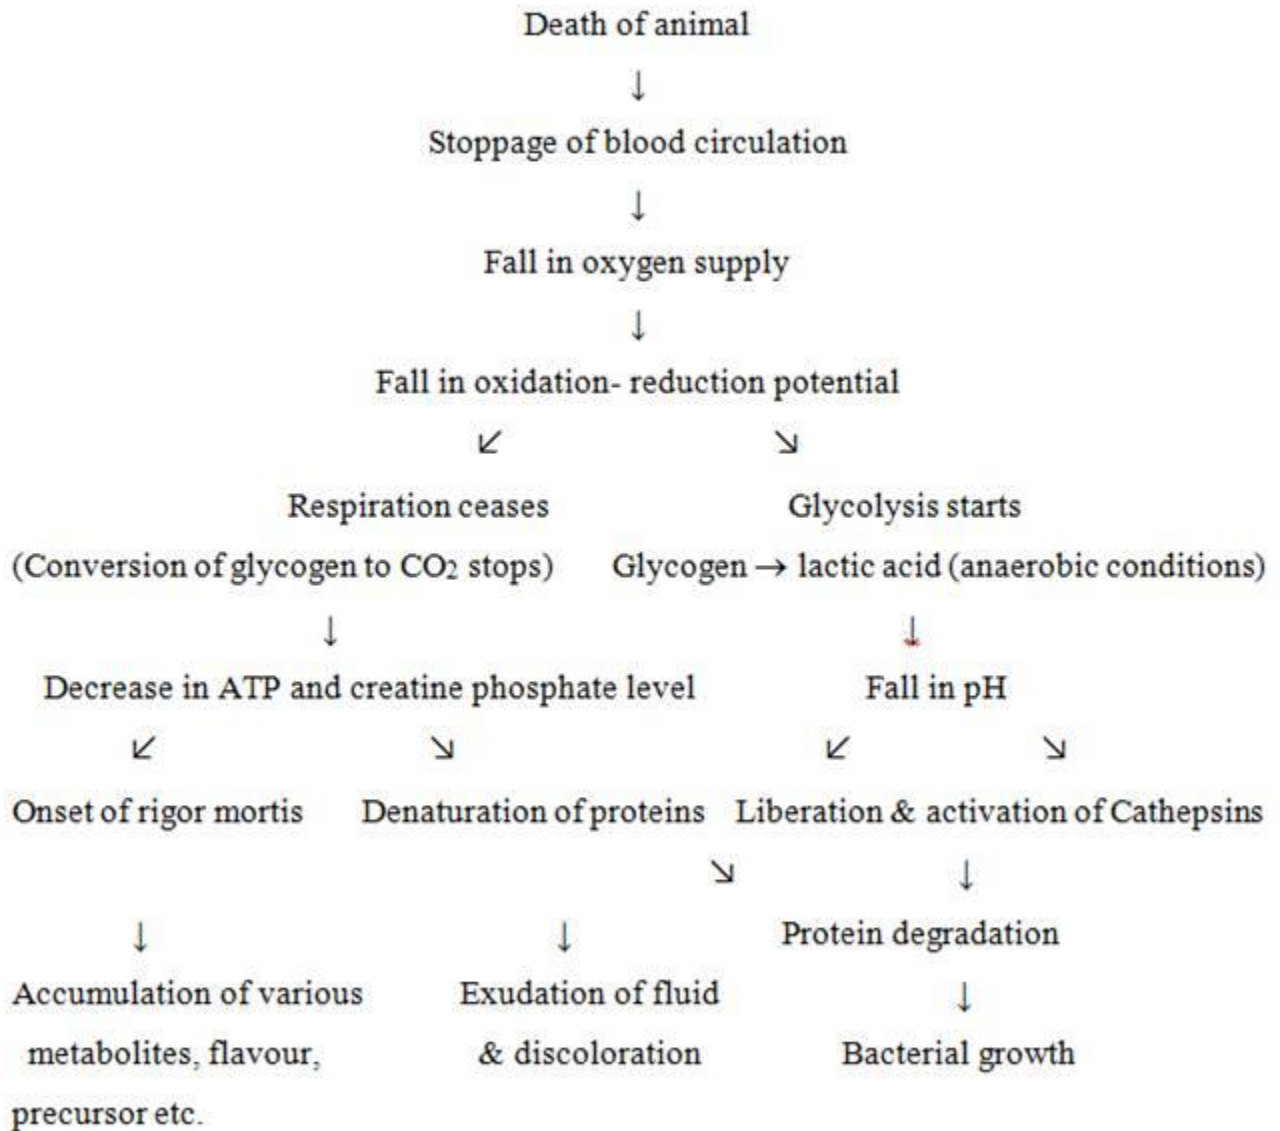 Death of animal
↓
Stoppage of blood circulation
↓
Fall in oxygen supply
↓
Fall in oxidation- reduction potential
↙ ↘
Respiration ceases Glycolysis starts
(Conversion of glycogen to CO₂ stops) Glycogen → lactic acid (anaerobic conditions)
↓ ↓
Decrease in ATP and creatine phosphate level Fall in pH
↙ ↘ ↙ ↘
Onset of rigor mortis Denaturation of proteins Liberation & activation of Cathepsins
↘ ↓
↓ ↓ Protein degradation
Accumulation of various Exudation of fluid ↓
metabolites, flavour, & discoloration Bacterial growth
precursor etc.